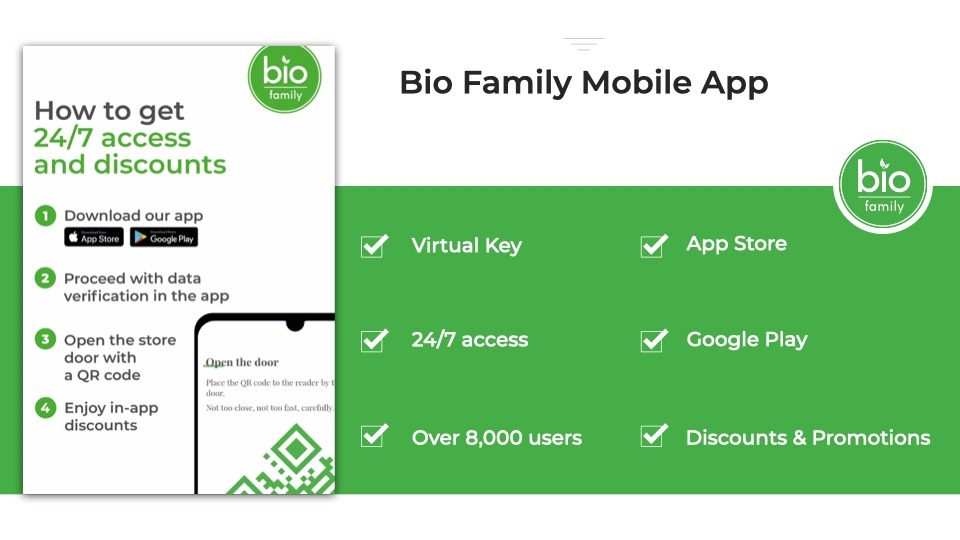 Bio Family Mobile App
bio
family
How to get
24/7 access
and discounts
1 Download our app
App Store
Google Play
2 Proceed with data
verification in the app
3 Open the store
door with
a QR code
4 Enjoy in-app
discounts
Open the door
Place the QR code to the reader by t
door.
Not too close, not too fast, carefully.
bio
family
Virtual Key
App Store
24/7 access
Google Play
Over 8,000 users
Discounts & Promotions